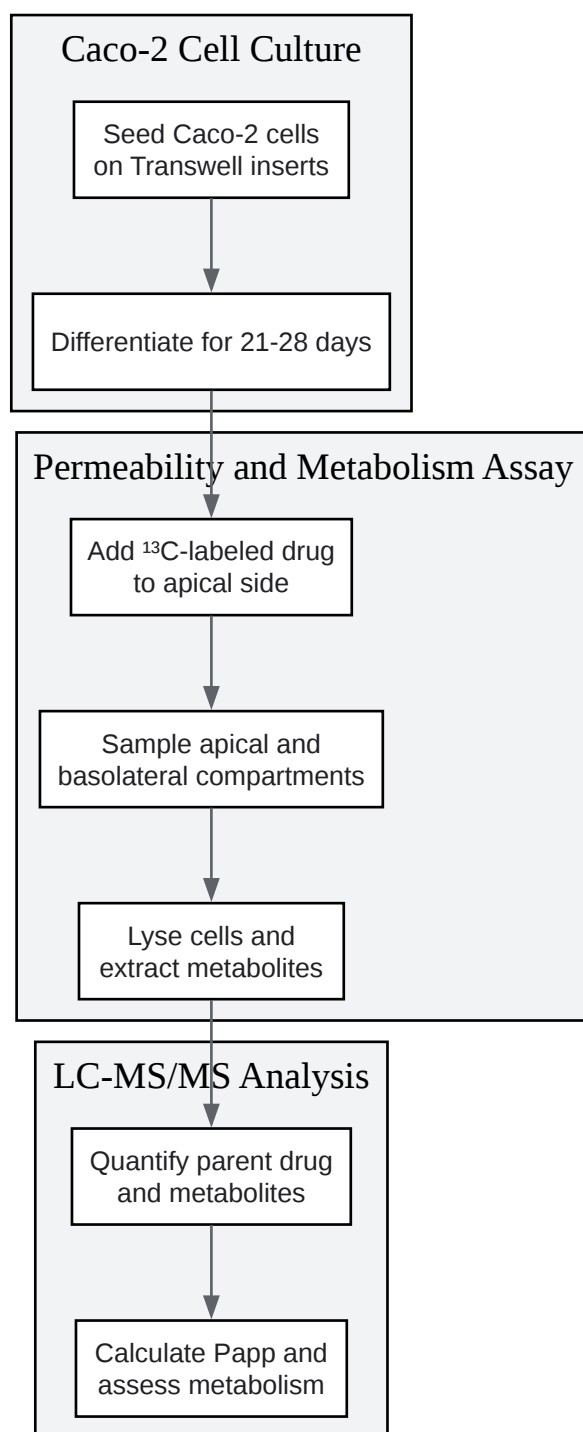 Caco-2 Cell Culture
Seed Caco-2 cells
on Transwell inserts
Differentiate for 21-28 days
Permeability and Metabolism Assay
Add ¹³C-labeled drug
to apical side
Sample apical and
basolateral compartments
Lyse cells and
extract metabolites
LC-MS/MS Analysis
Quantify parent drug
and metabolites
Calculate Papp and
assess metabolism